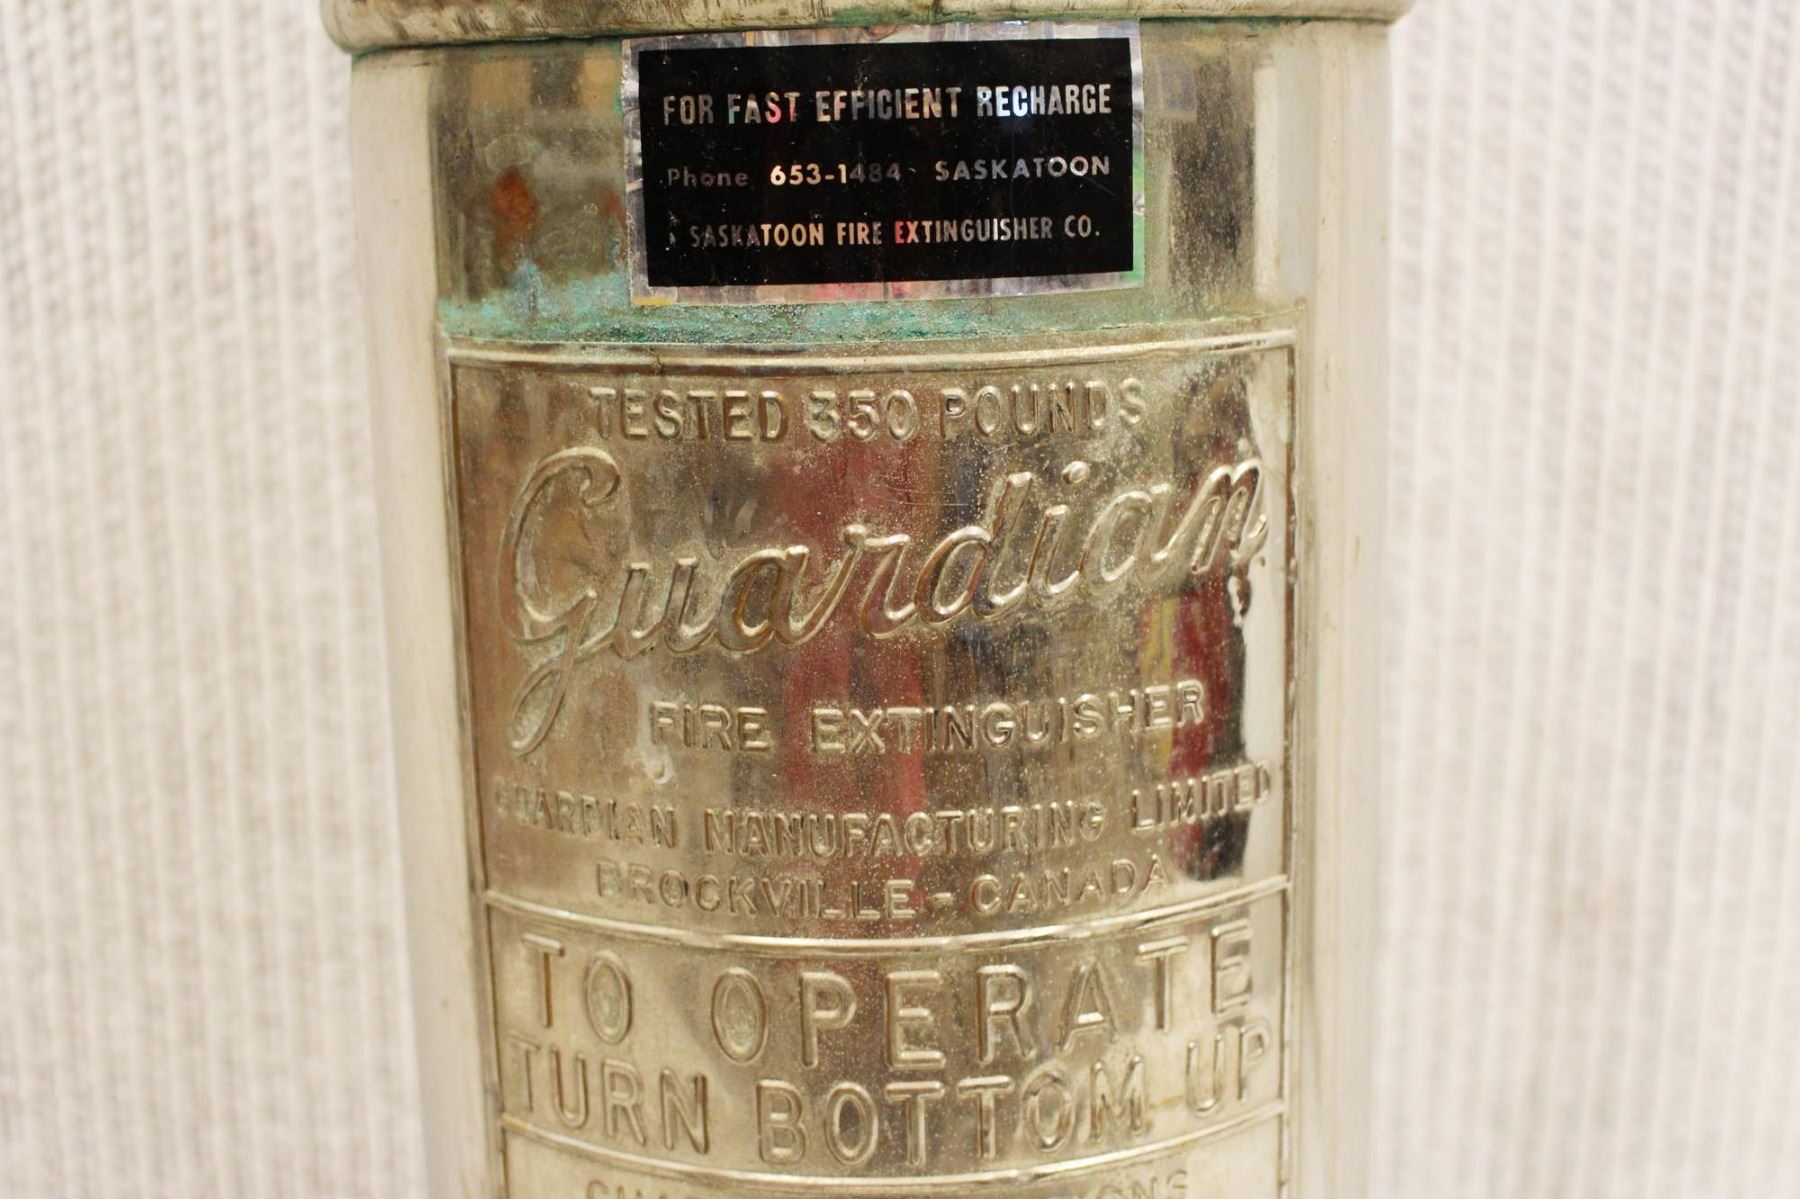 FOR FAST EFFICIENT RECHARGE
Phone 653-1484 SASKATOON
SASKATOON FIRE EXTINGUISHER CO.
TESTED 350 POUNDS
Guardian
FIRE EXTINGUISHER
GUARDIAN MANUFACTURING LIMITED
BROCKVILLE - CANADA
TO OPERATE
TURN BOTTOM UP